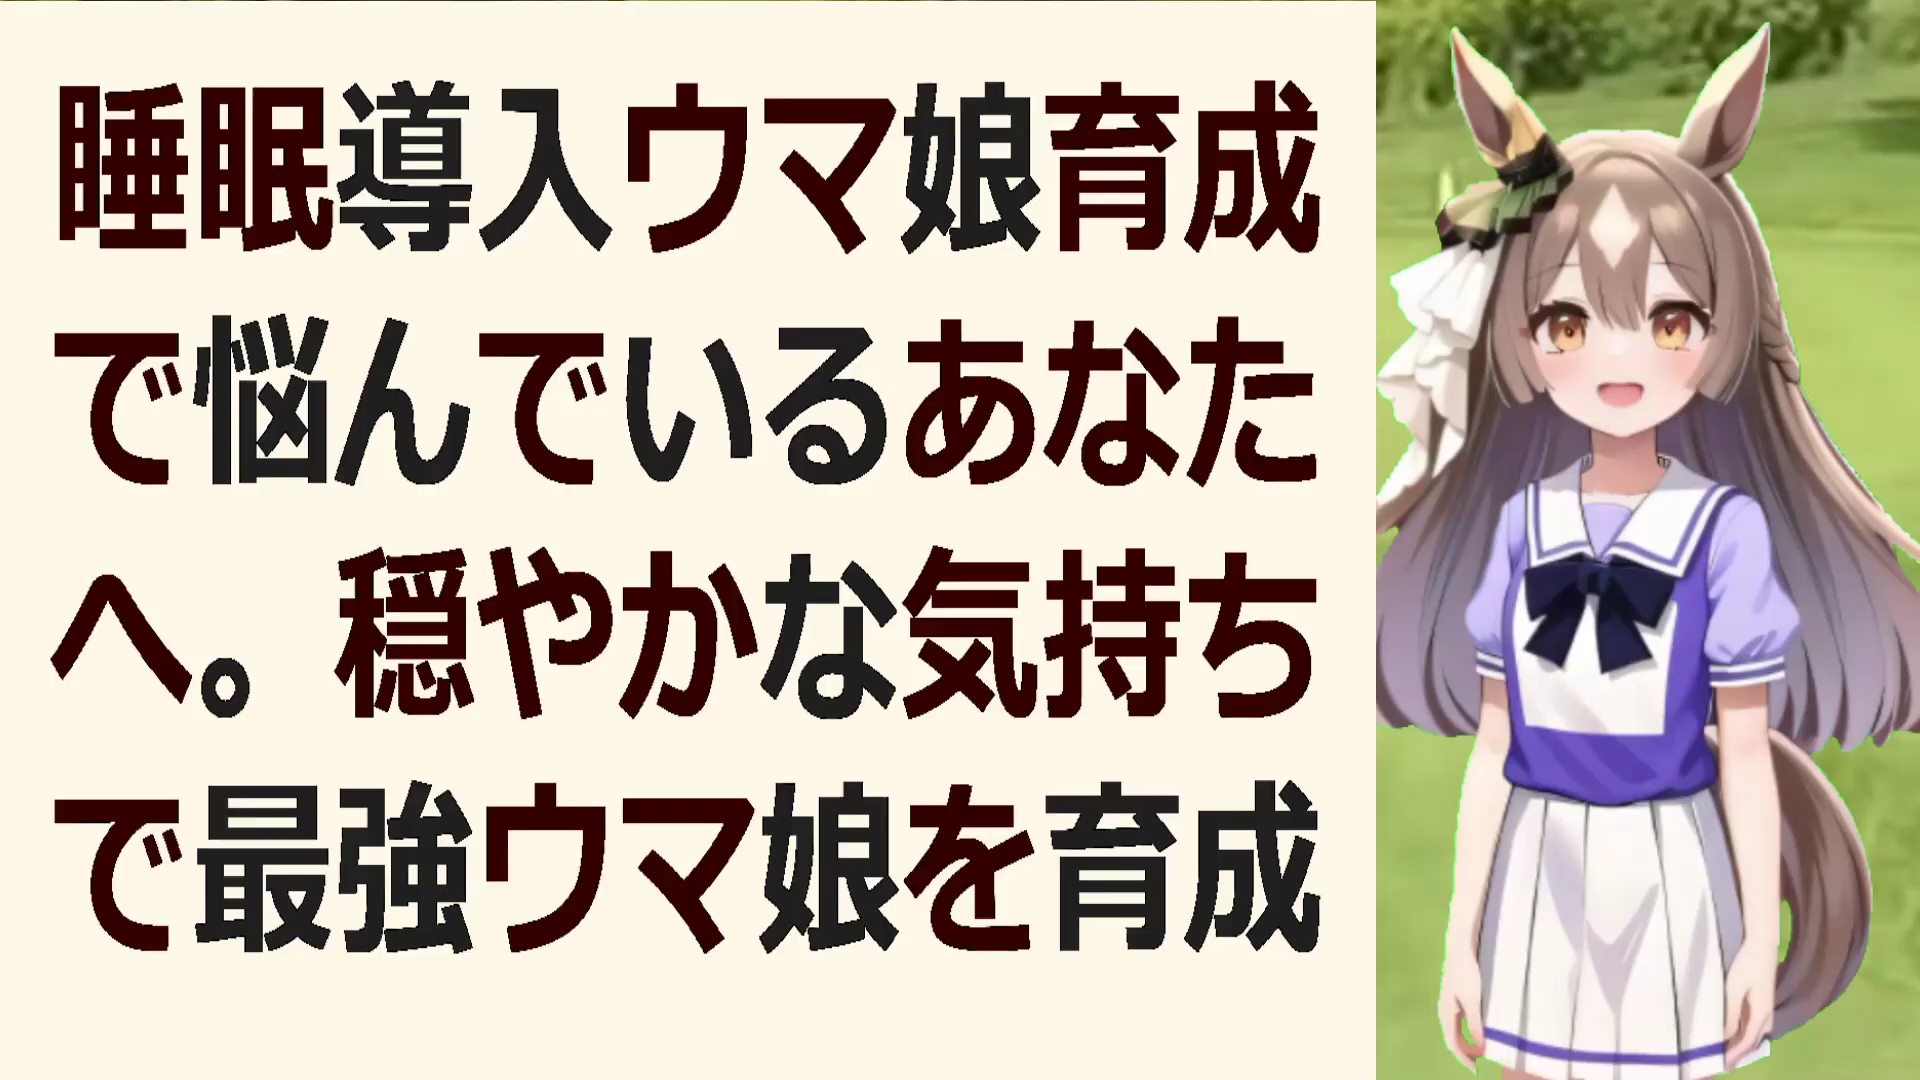 睡眠導入ウマ娘育成
で悩んでいるあなた
へ。穏やかな気持ち
で最強ウマ娘を育成